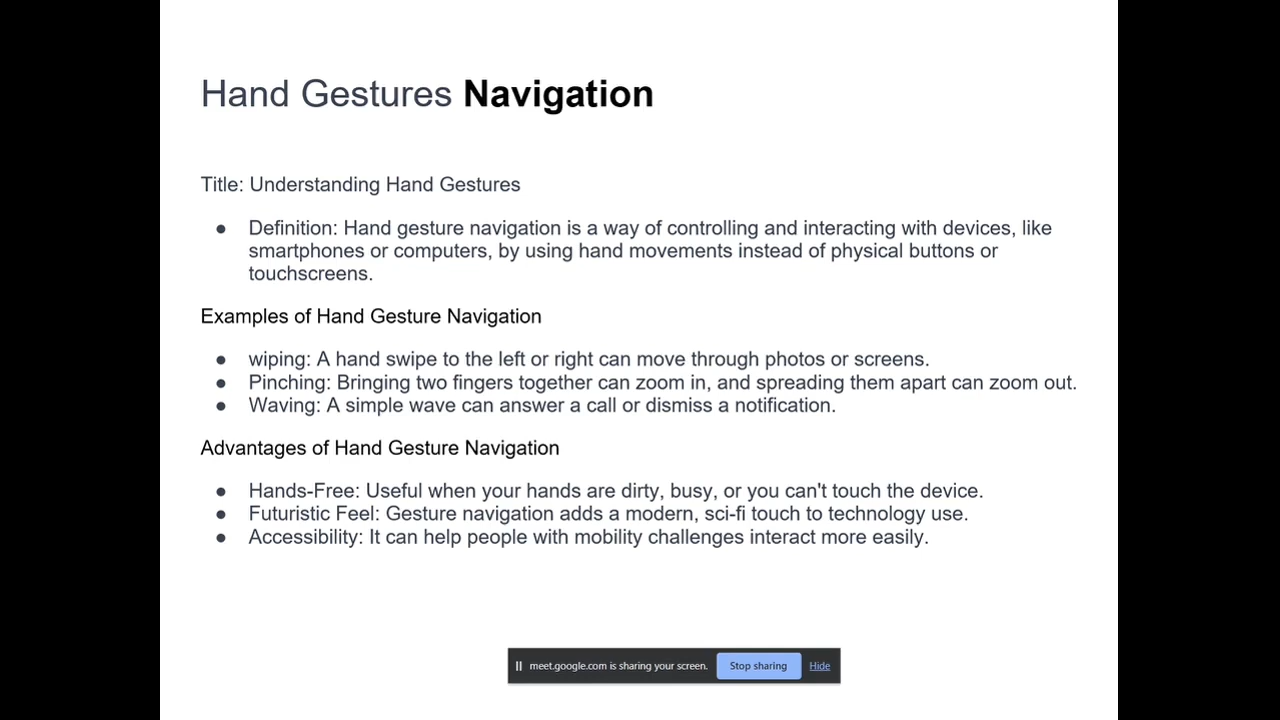 Hand Gestures Navigation
Title: Understanding Hand Gestures
● Definition: Hand gesture navigation is a way of controlling and interacting with devices, like
smartphones or computers, by using hand movements instead of physical buttons or
touchscreens.
Examples of Hand Gesture Navigation
● wiping: A hand swipe to the left or right can move through photos or screens.
● Pinching: Bringing two fingers together can zoom in, and spreading them apart can zoom out.
● Waving: A simple wave can answer a call or dismiss a notification.
Advantages of Hand Gesture Navigation
● Hands-Free: Useful when your hands are dirty, busy, or you can't touch the device.
● Futuristic Feel: Gesture navigation adds a modern, sci-fi touch to technology use.
● Accessibility: It can help people with mobility challenges interact more easily.
meet.google.com is sharing your screen. Stop sharing Hide